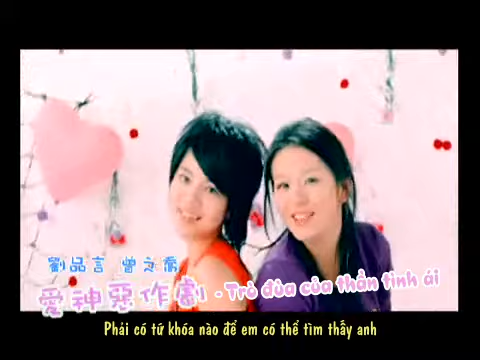 劉品言 曾之喬
愛神惡作劇 - Trò đùa của thần tình ái
Phải có từ khóa nào để em có thể tìm thấy anh